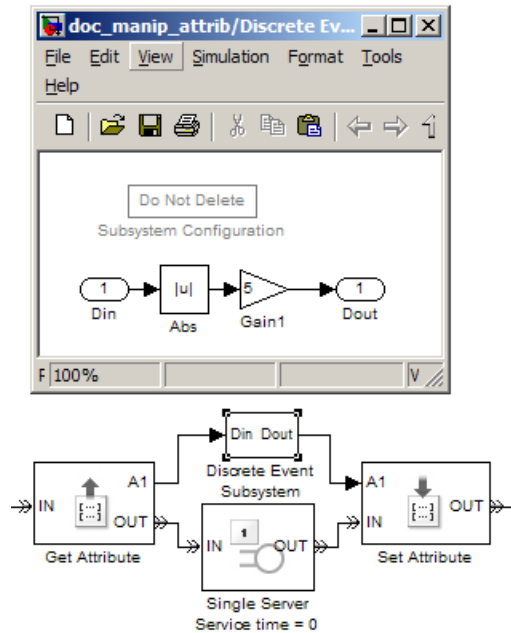 doc_manip_attrib/Discrete Ev...
File Edit View Simulation Format Tools
Help
Do Not Delete
Subsystem Configuration
1 |u| 5 1
Din Abs Gain1 Dout
F 100% V
Din Dout
Discrete Event
Subsystem
A1 A1
IN [...] [...] OUT
OUT IN
Get Attribute Set Attribute
1
IN OUT
Single Server
Service time = 0